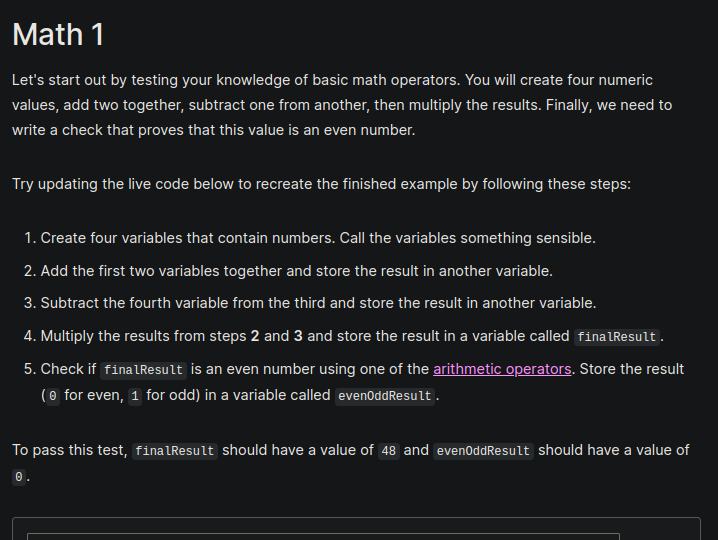 Math 1
Let's start out by testing your knowledge of basic math operators. You will create four numeric
values, add two together, subtract one from another, then multiply the results. Finally, we need to
write a check that proves that this value is an even number.
Try updating the live code below to recreate the finished example by following these steps:
1. Create four variables that contain numbers. Call the variables something sensible.
2. Add the first two variables together and store the result in another variable.
3. Subtract the fourth variable from the third and store the result in another variable.
4. Multiply the results from steps 2 and 3 and store the result in a variable called finalResult.
5. Check if finalResult is an even number using one of the arithmetic operators. Store the result
(0 for even, 1 for odd) in a variable called evenOddResult.
To pass this test, finalResult should have a value of 48 and evenOddResult should have a value of
0.